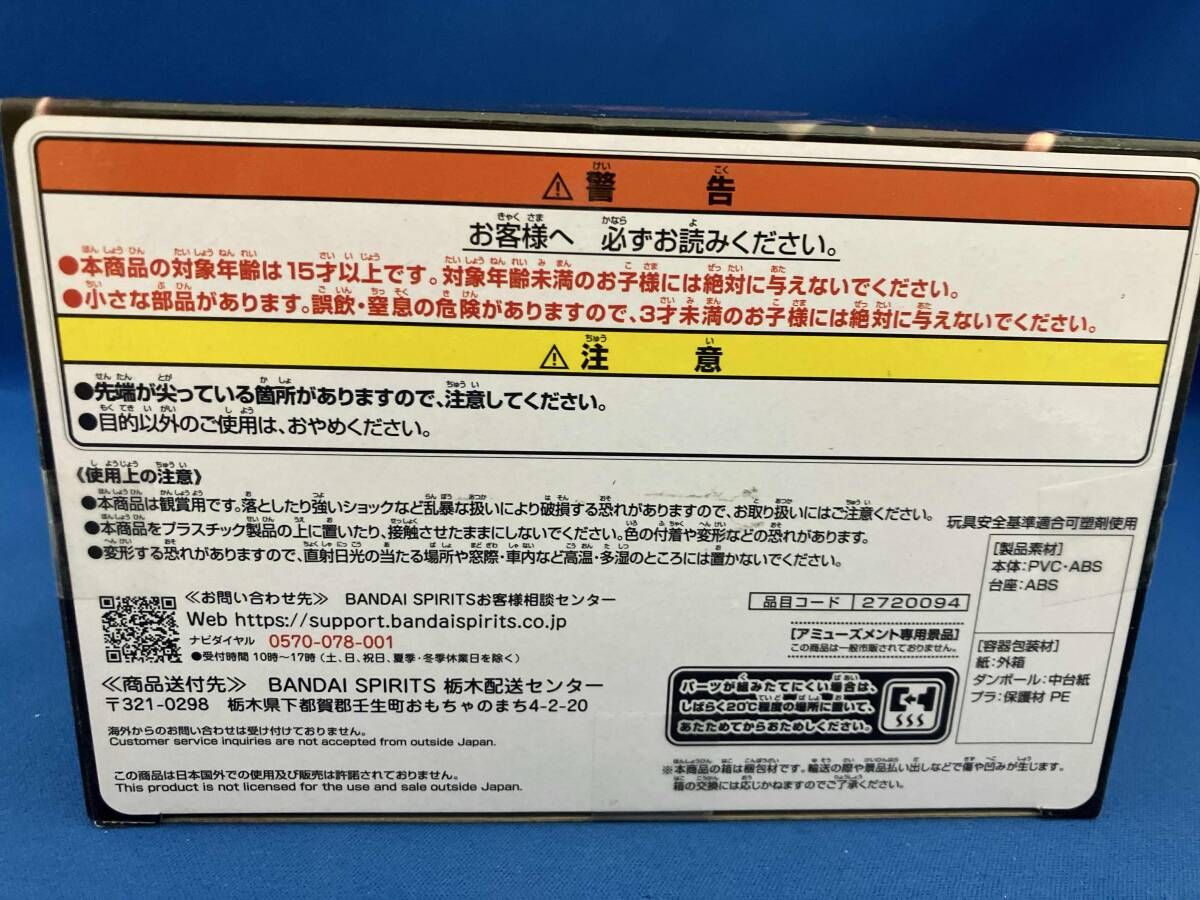 ⚠警告
お客様へ 必ずお読みください。
●本商品の対象年齢は15才以上です。対象年齢未満のお子様には絶対に与えないでください。
●小さな部品があります。誤飲・窒息の危険がありますので、3才未満のお子様には絶対に与えないでください。
⚠注意
●先端が尖っている箇所がありますので、注意してください。
●目的以外のご使用は、おやめください。
《使用上の注意》
●本商品は観賞用です。落としたり強いショックなど乱暴な扱いにより破損する恐れがありますので、お取り扱いにはご注意ください。
●本商品をプラスチック製品の上に置いたり、接触させたままにしないでください。色の付着や変形などの恐れがあります。
●変形する恐れがありますので、直射日光の当たる場所や窓際・車内など高温・多湿のところには置かないでください。
≪お問い合わせ先≫ BANDAI SPIRITSお客様相談センター
Web https://support.bandaispirits.co.jp
ナビダイヤル 0570-078-001
●受付時間 10時〜17時(土、日、祝日、夏季・冬季休業日を除く)
≪商品送付先≫ BANDAI SPIRITS 栃木配送センター
〒321-0298 栃木県下都賀郡壬生町おもちゃのまち4-2-20
海外からのお問い合わせは受け付けておりません。
Customer service inquiries are not accepted from outside Japan.
この商品は日本国外での使用及び販売は許諾されておりません。
This product is not licensed for the use and sale outside Japan.
玩具安全基準適合可塑剤使用
[製品素材]
本体:PVC・ABS
台座:ABS
[容器包装材]
紙:外箱
ダンボール:中台紙
プラ:保護材 PE
品目コード 2720094
[アミューズメント専用景品]
この商品は一般市販されておりません。
パーツが組みたてにくい場合は、
しばらく20℃程度の場所に置いて、
あたためてからおためしください。
※本商品の箱は梱包材です。輸送の際や景品払い出しなどで傷や凹みが生じます。
箱の交換には応じかねますのでご了承ください。